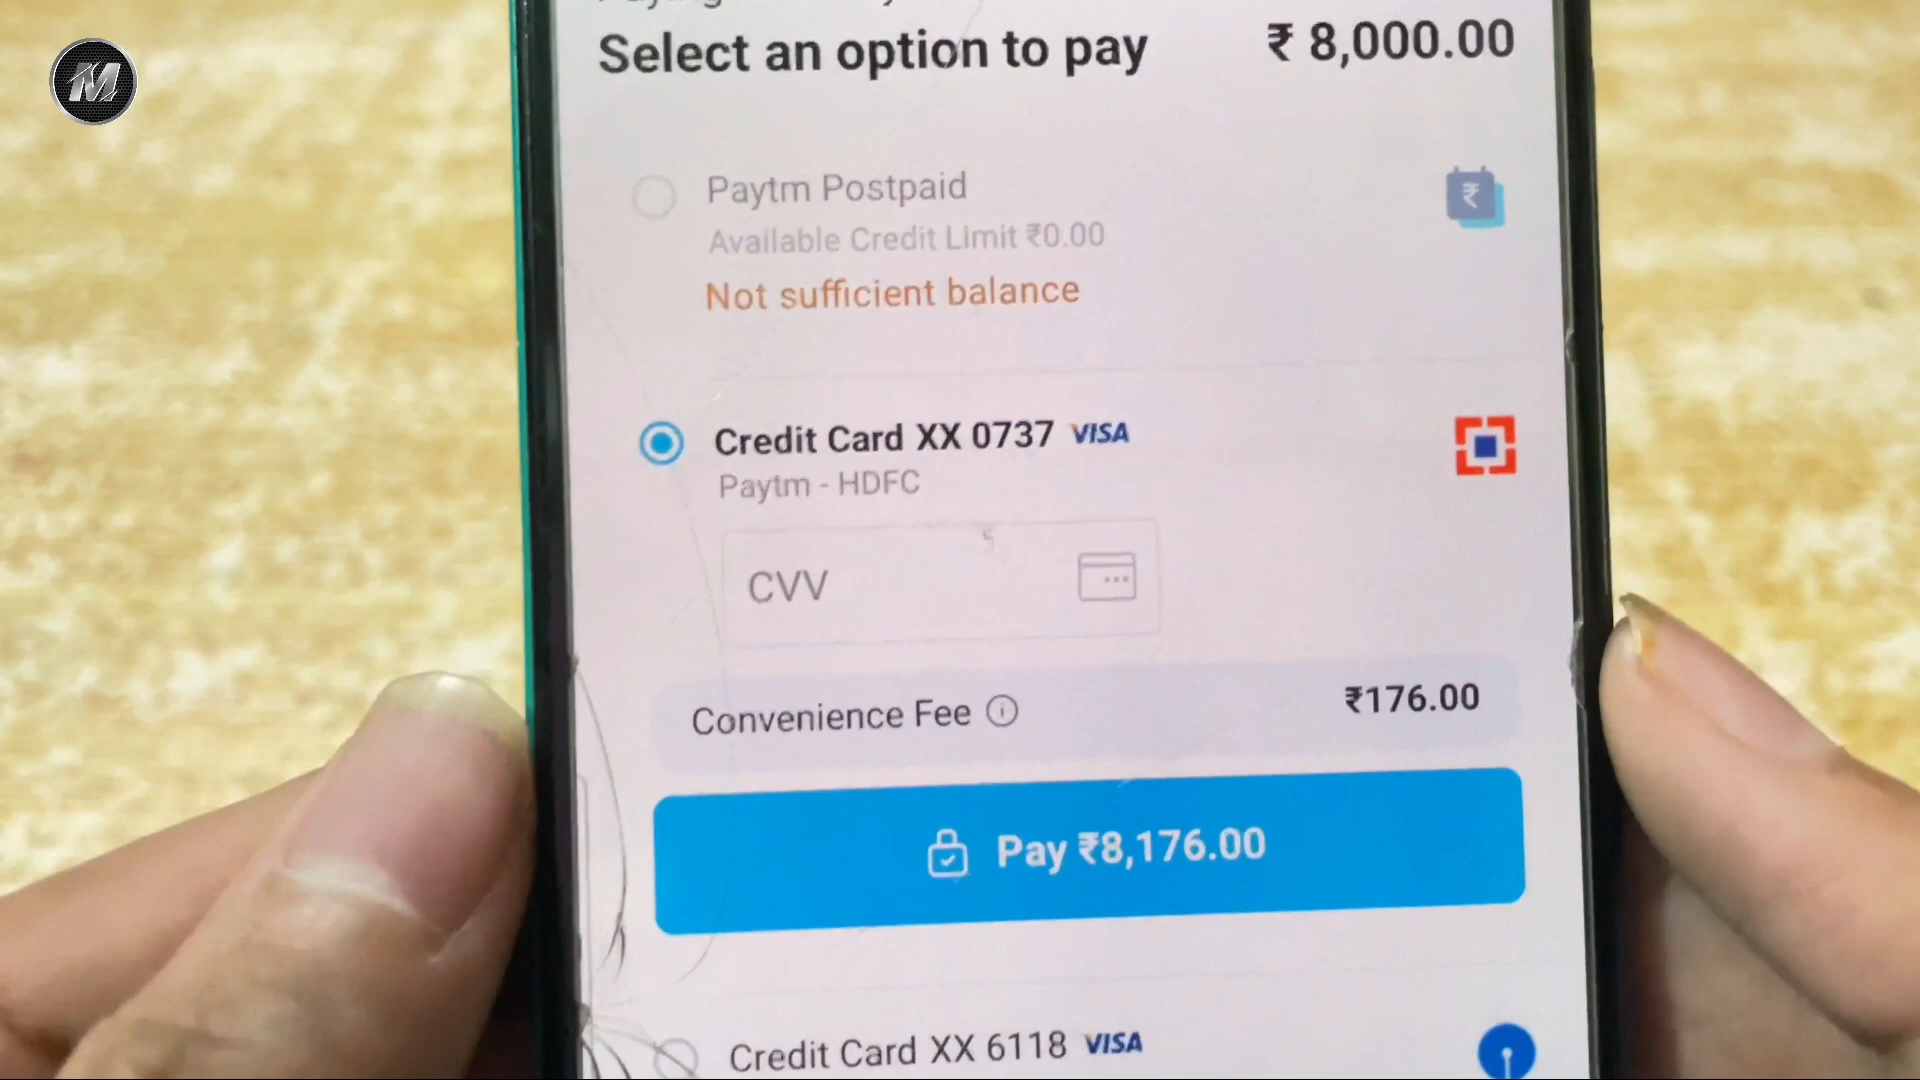 Select an option to pay ₹ 8,000.00
Paytm Postpaid
Available Credit Limit ₹0.00
Not sufficient balance
Credit Card XX 0737 VISA
Paytm - HDFC
CVV
Convenience Fee ₹176.00
Pay ₹8,176.00
Credit Card XX 6118 VISA
M